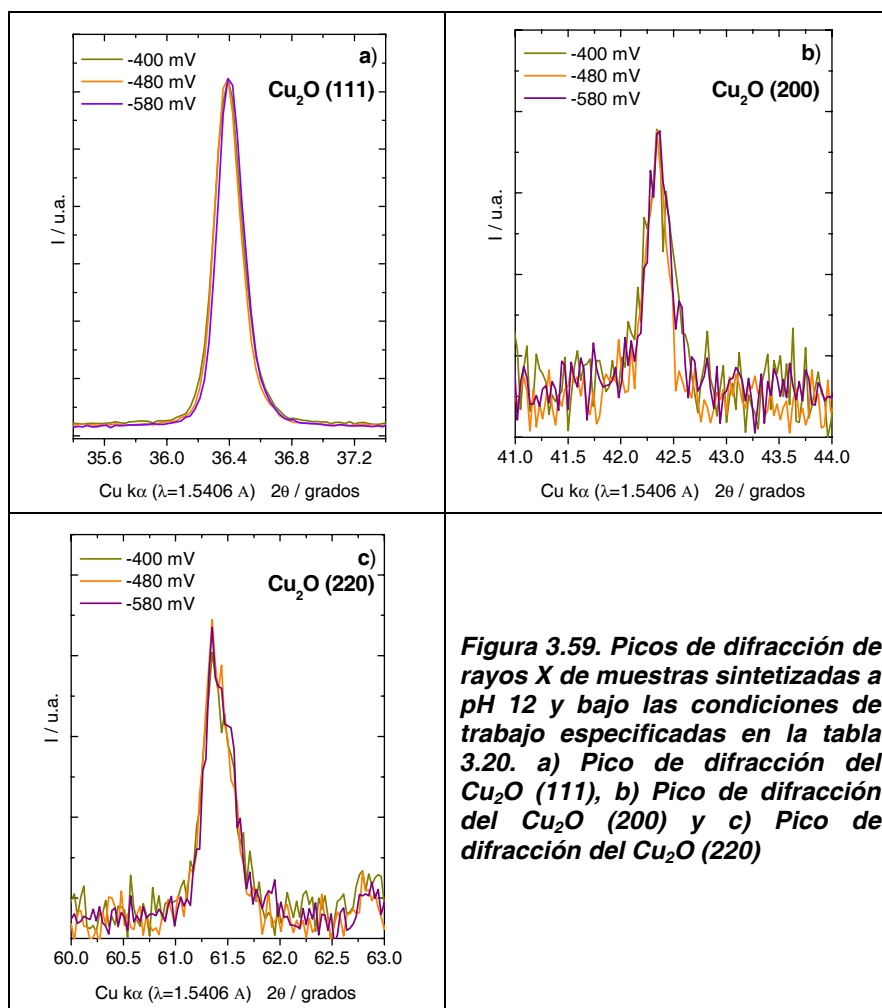 a)
-400 mV
-480 mV
-580 mV
Cu₂O (111)
I / u.a.
35.6 36.0 36.4 36.8 37.2
Cu kα (λ=1.5406 A) 2θ / grados
b)
-400 mV
-480 mV
-580 mV
Cu₂O (200)
I / u.a.
41.0 41.5 42.0 42.5 43.0 43.5 44.0
Cu kα (λ=1.5406 A) 2θ / grados
c)
-400 mV
-480 mV
-580 mV
Cu₂O (220)
I / u.a.
60.0 60.5 61.0 61.5 62.0 62.5 63.0
Cu kα (λ=1.5406 A) 2θ / grados
Figura 3.59. Picos de difracción de
rayos X de muestras sintetizadas a
pH 12 y bajo las condiciones de
trabajo especificadas en la tabla
3.20. a) Pico de difracción del
Cu₂O (111), b) Pico de difracción
del Cu₂O (200) y c) Pico de
difracción del Cu₂O (220)